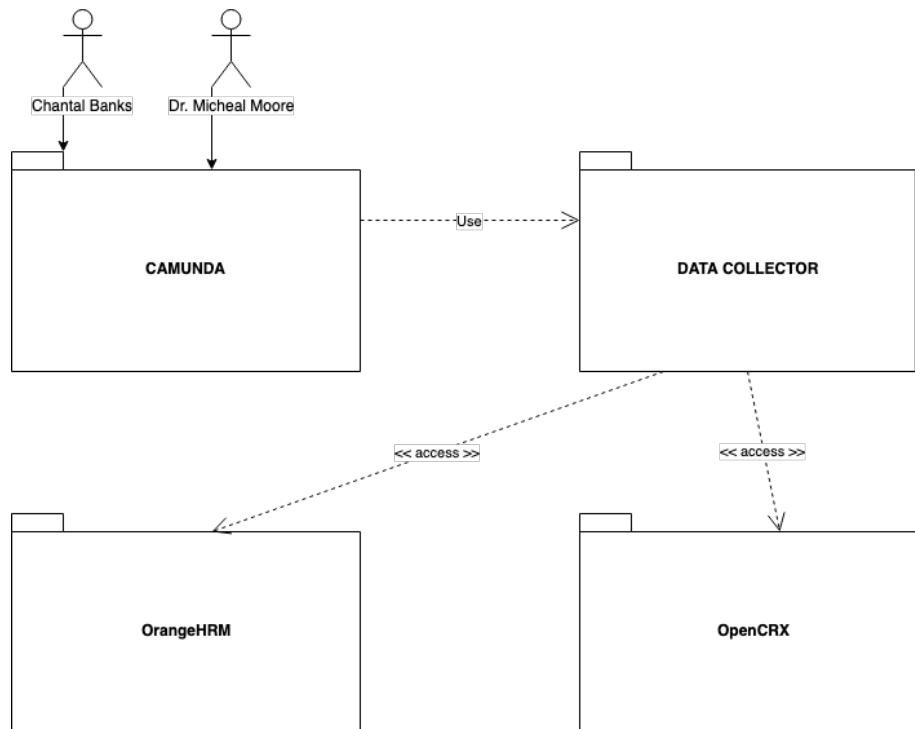 Chantal Banks
Dr. Micheal Moore
CAMUNDA
Use
DATA COLLECTOR
<< access >>
<< access >>
OrangeHRM
OpenCRX